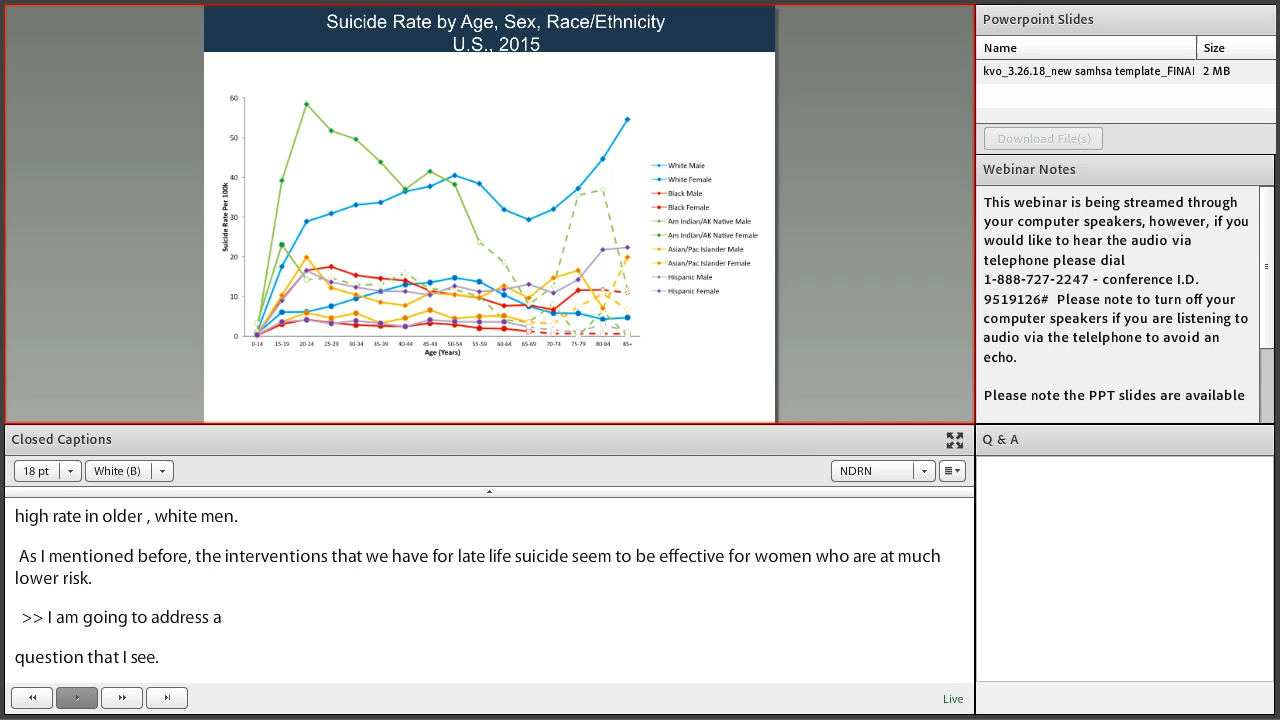 Suicide Rate by Age, Sex, Race/Ethnicity
U.S., 2015
60
50
40
30
20
10
0
Suicide Rate Per 100k
0-14 15-19 20-24 25-29 30-34 35-39 40-44 45-49 50-54 55-59 60-64 65-69 70-74 75-79 80-84 85+
Age (Years)
White Male
White Female
Black Male
Black Female
Am Indian/AK Native Male
Am Indian/AK Native Female
Asian/Pac Islander Male
Asian/Pac Islander Female
Hispanic Male
Hispanic Female
Powerpoint Slides
Name Size
kvo_3.26.18_new samhsa template_FINAl 2 MB
Download File(s)
Webinar Notes
This webinar is being streamed through
your computer speakers, however, if you
would like to hear the audio via
telephone please dial
1-888-727-2247 - conference I.D.
9519126# Please note to turn off your
computer speakers if you are listening to
audio via the telelphone to avoid an
echo.
Please note the PPT slides are available
Closed Captions
18 pt White (B) NDRN
high rate in older , white men.
As I mentioned before, the interventions that we have for late life suicide seem to be effective for women who are at much
lower risk.
>> I am going to address a
question that I see.
Live
Q & A